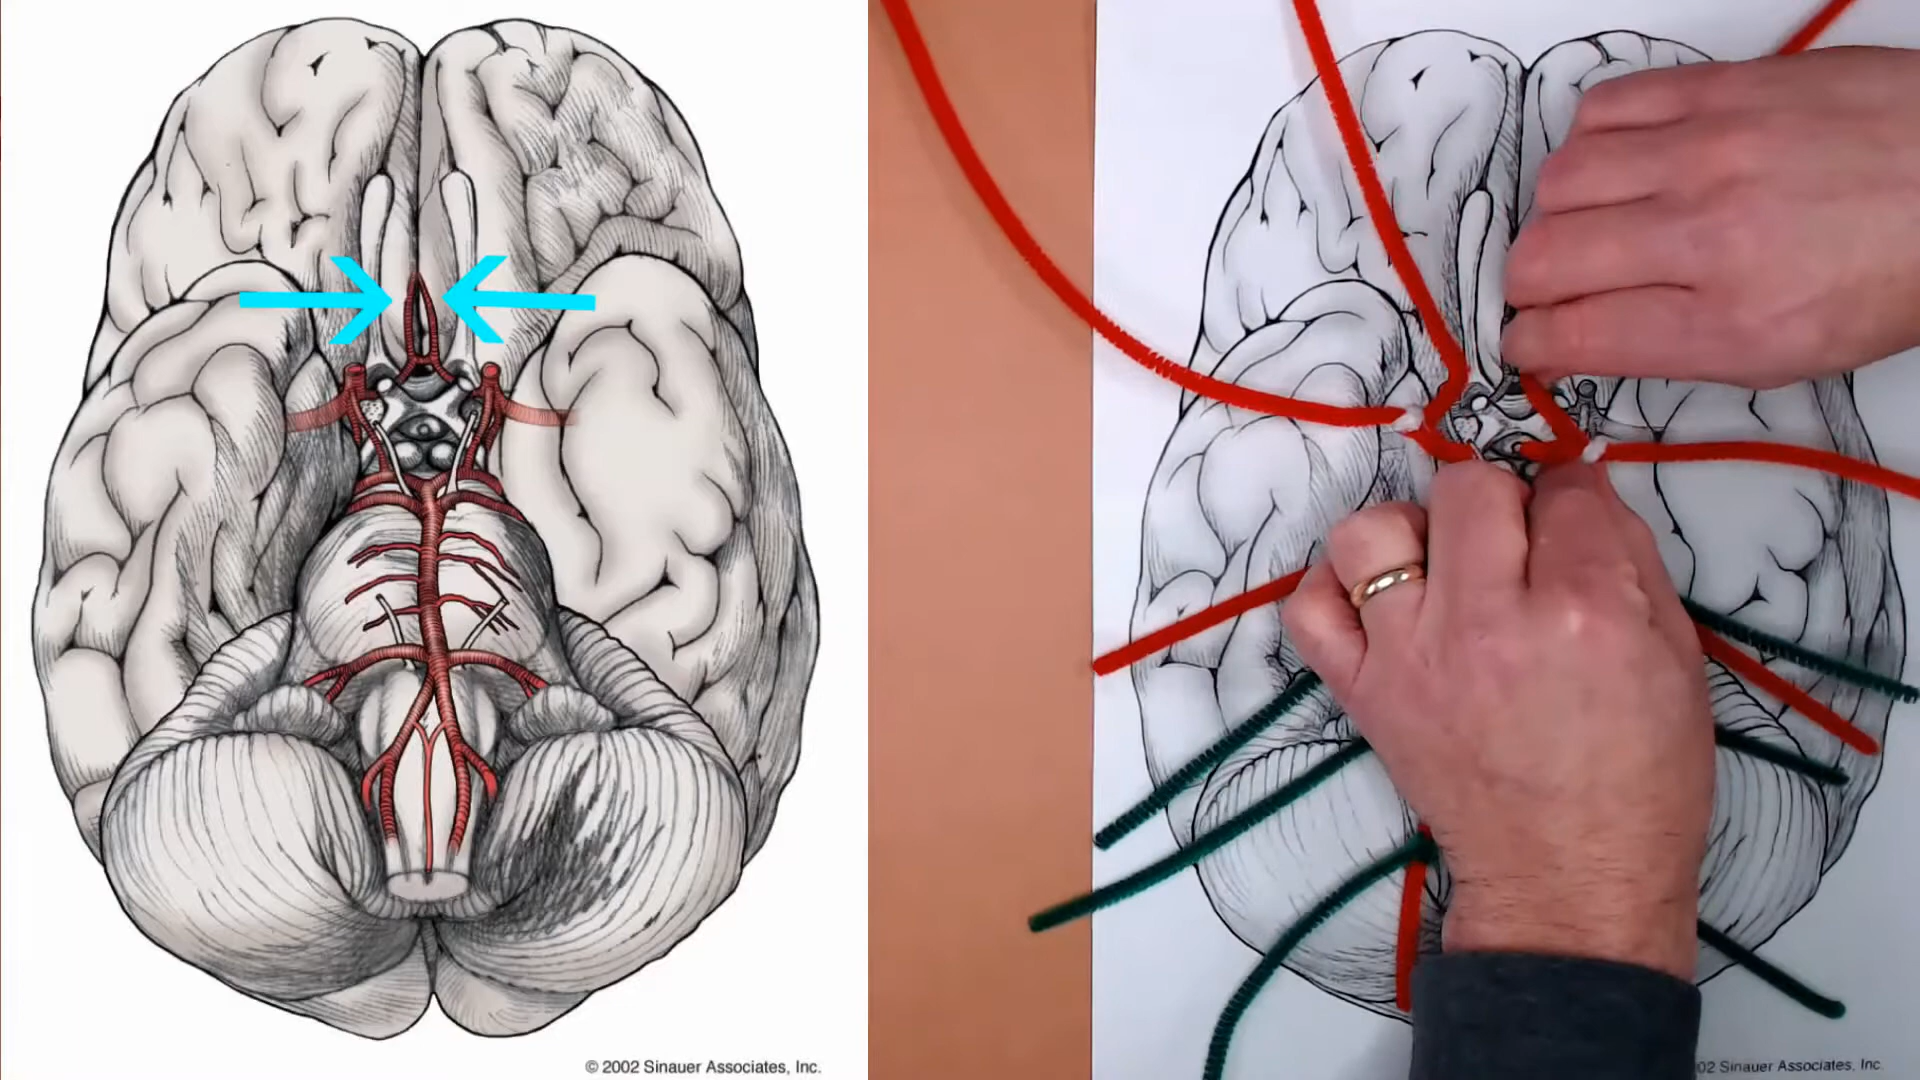 © 2002 Sinauer Associates, Inc.
02 Sinauer Associates, Inc.